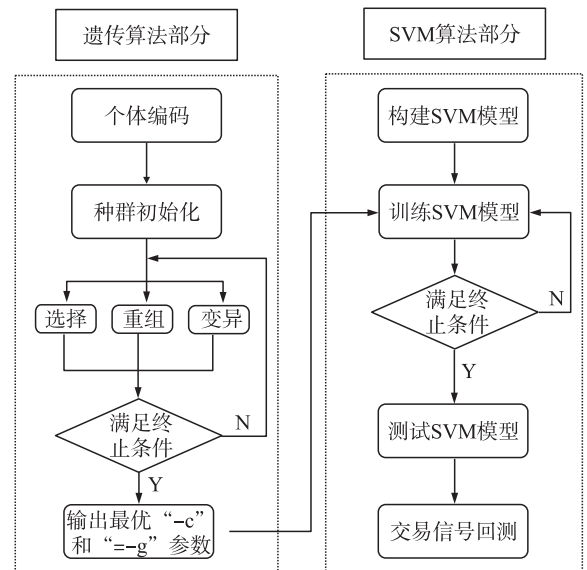 遗传算法部分
个体编码
种群初始化
选择
重组
变异
满足终
止条件
N
Y
输出最优“-c”
和“=-g”参数
SVM算法部分
构建SVM模型
训练SVM模型
满足终
止条件
N
Y
测试SVM模型
交易信号回测